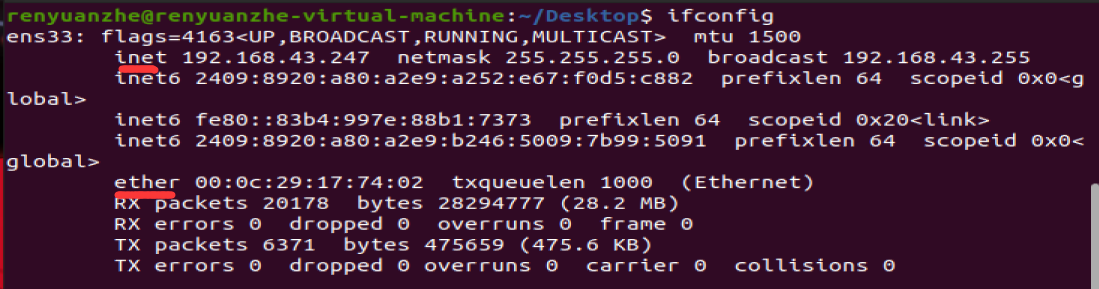 renyuanzhe@renyuanzhe-virtual-machine:~/Desktop$ ifconfig
ens33: flags=4163<UP,BROADCAST,RUNNING,MULTICAST>  mtu 1500
        inet 192.168.43.247  netmask 255.255.255.0  broadcast 192.168.43.255
        inet6 2409:8920:a80:a2e9:a252:e67:f0d5:c882  prefixlen 64  scopeid 0x0<g
lobal>
        inet6 fe80::83b4:997e:88b1:7373  prefixlen 64  scopeid 0x20<link>
        inet6 2409:8920:a80:a2e9:b246:5009:7b99:5091  prefixlen 64  scopeid 0x0<
global>
        ether 00:0c:29:17:74:02  txqueuelen 1000  (Ethernet)
        RX packets 20178  bytes 28294777 (28.2 MB)
        RX errors 0  dropped 0  overruns 0  frame 0
        TX packets 6371  bytes 475659 (475.6 KB)
        TX errors 0  dropped 0 overruns 0  carrier 0  collisions 0